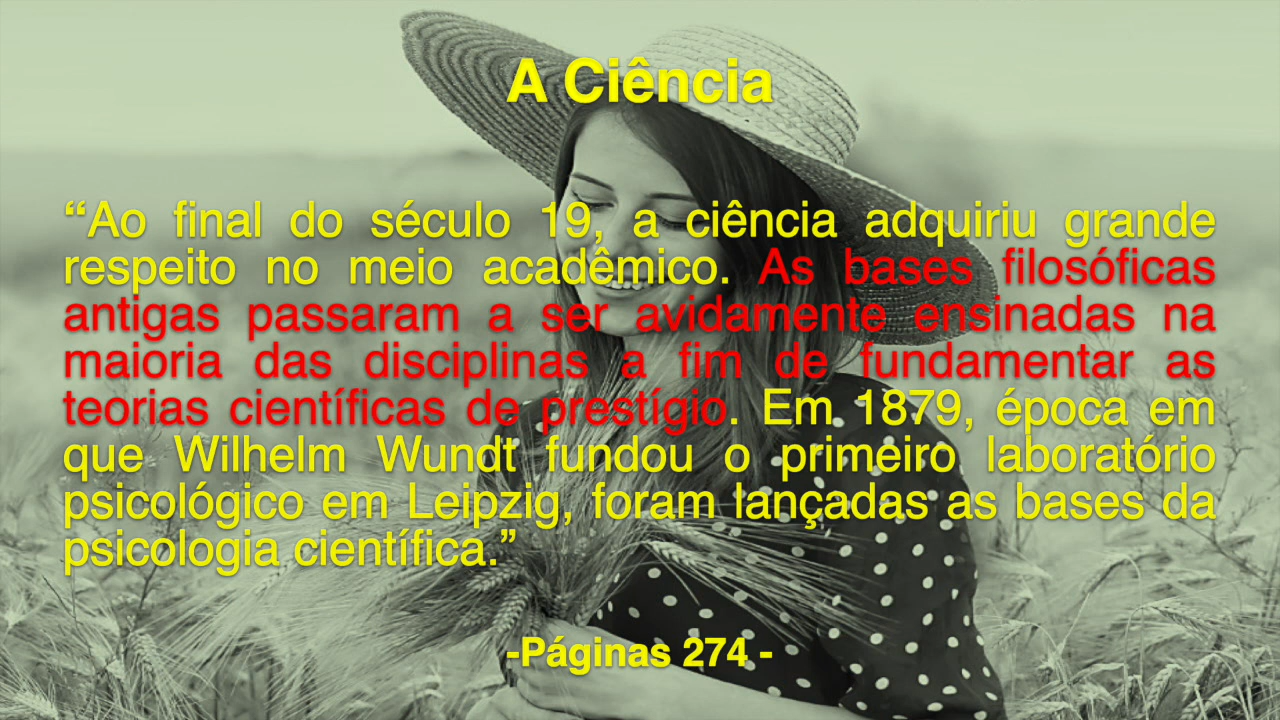 A Ciência
“Ao final do século 19, a ciência adquiriu grande
respeito no meio acadêmico. As bases filosóficas
antigas passaram a ser avidamente ensinadas na
maioria das disciplinas a fim de fundamentar as
teorias científicas de prestígio. Em 1879, época em
que Wilhelm Wundt fundou o primeiro laboratório
psicológico em Leipzig, foram lançadas as bases da
psicologia científica.”
-Páginas 274 -